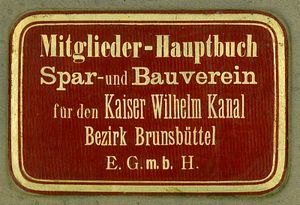 Mitglieder-Hauptbuch
Spar- und Bauverein
für den Kaiser Wilhelm Kanal
Bezirk Brunsbüttel
E. G. m. b. H.